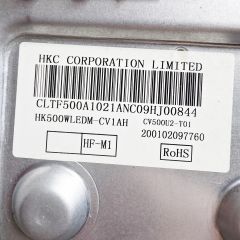 HKC CORPORATION LIMITED
CLTF500A1021ANC09HJ00844
HK500WLEDM-CV1AH CV500U2-T01
200102097760
HF-M1 RoHS